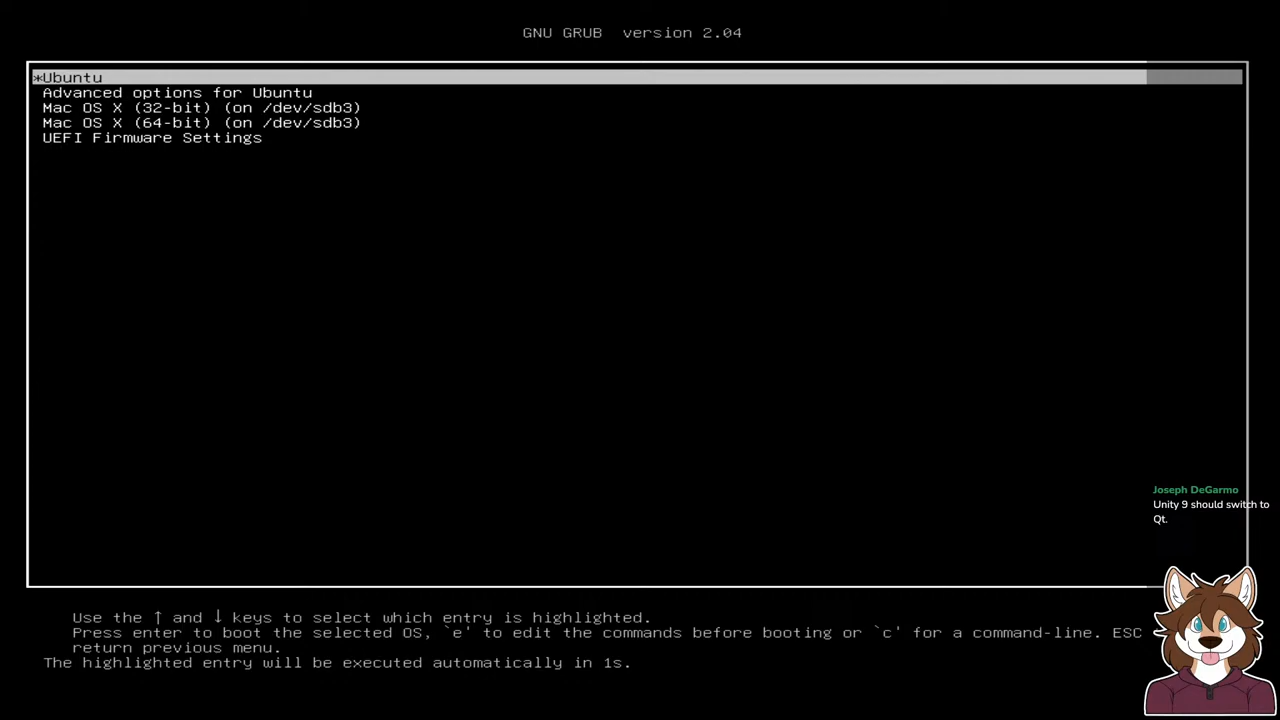 GNU GRUB  version 2.04
*Ubuntu
Advanced options for Ubuntu
Mac OS X (32-bit) (on /dev/sdb3)
Mac OS X (64-bit) (on /dev/sdb3)
UEFI Firmware Settings
Joseph DeGarmo
Unity 9 should switch to
Qt.
Use the ↑ and ↓ keys to select which entry is highlighted.
Press enter to boot the selected OS, `e' to edit the commands before booting or `c' for a command-line. ESC
return previous menu.
The highlighted entry will be executed automatically in 1s.